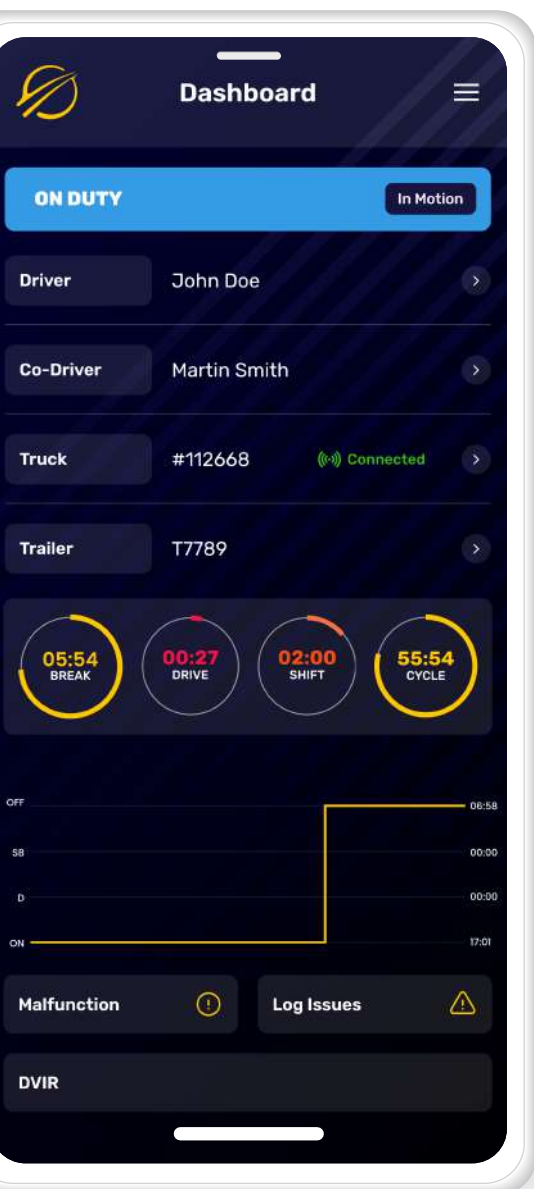 Dashboard
ON DUTY In Motion
Driver John Doe
Co-Driver Martin Smith
Truck #112668 Connected
Trailer T7789
05:54 00:27 02:00 55:54
BREAK DRIVE SHIFT CYCLE
OFF 06:58
SB 00:00
D 00:00
ON 17:01
Malfunction Log Issues
DVIR